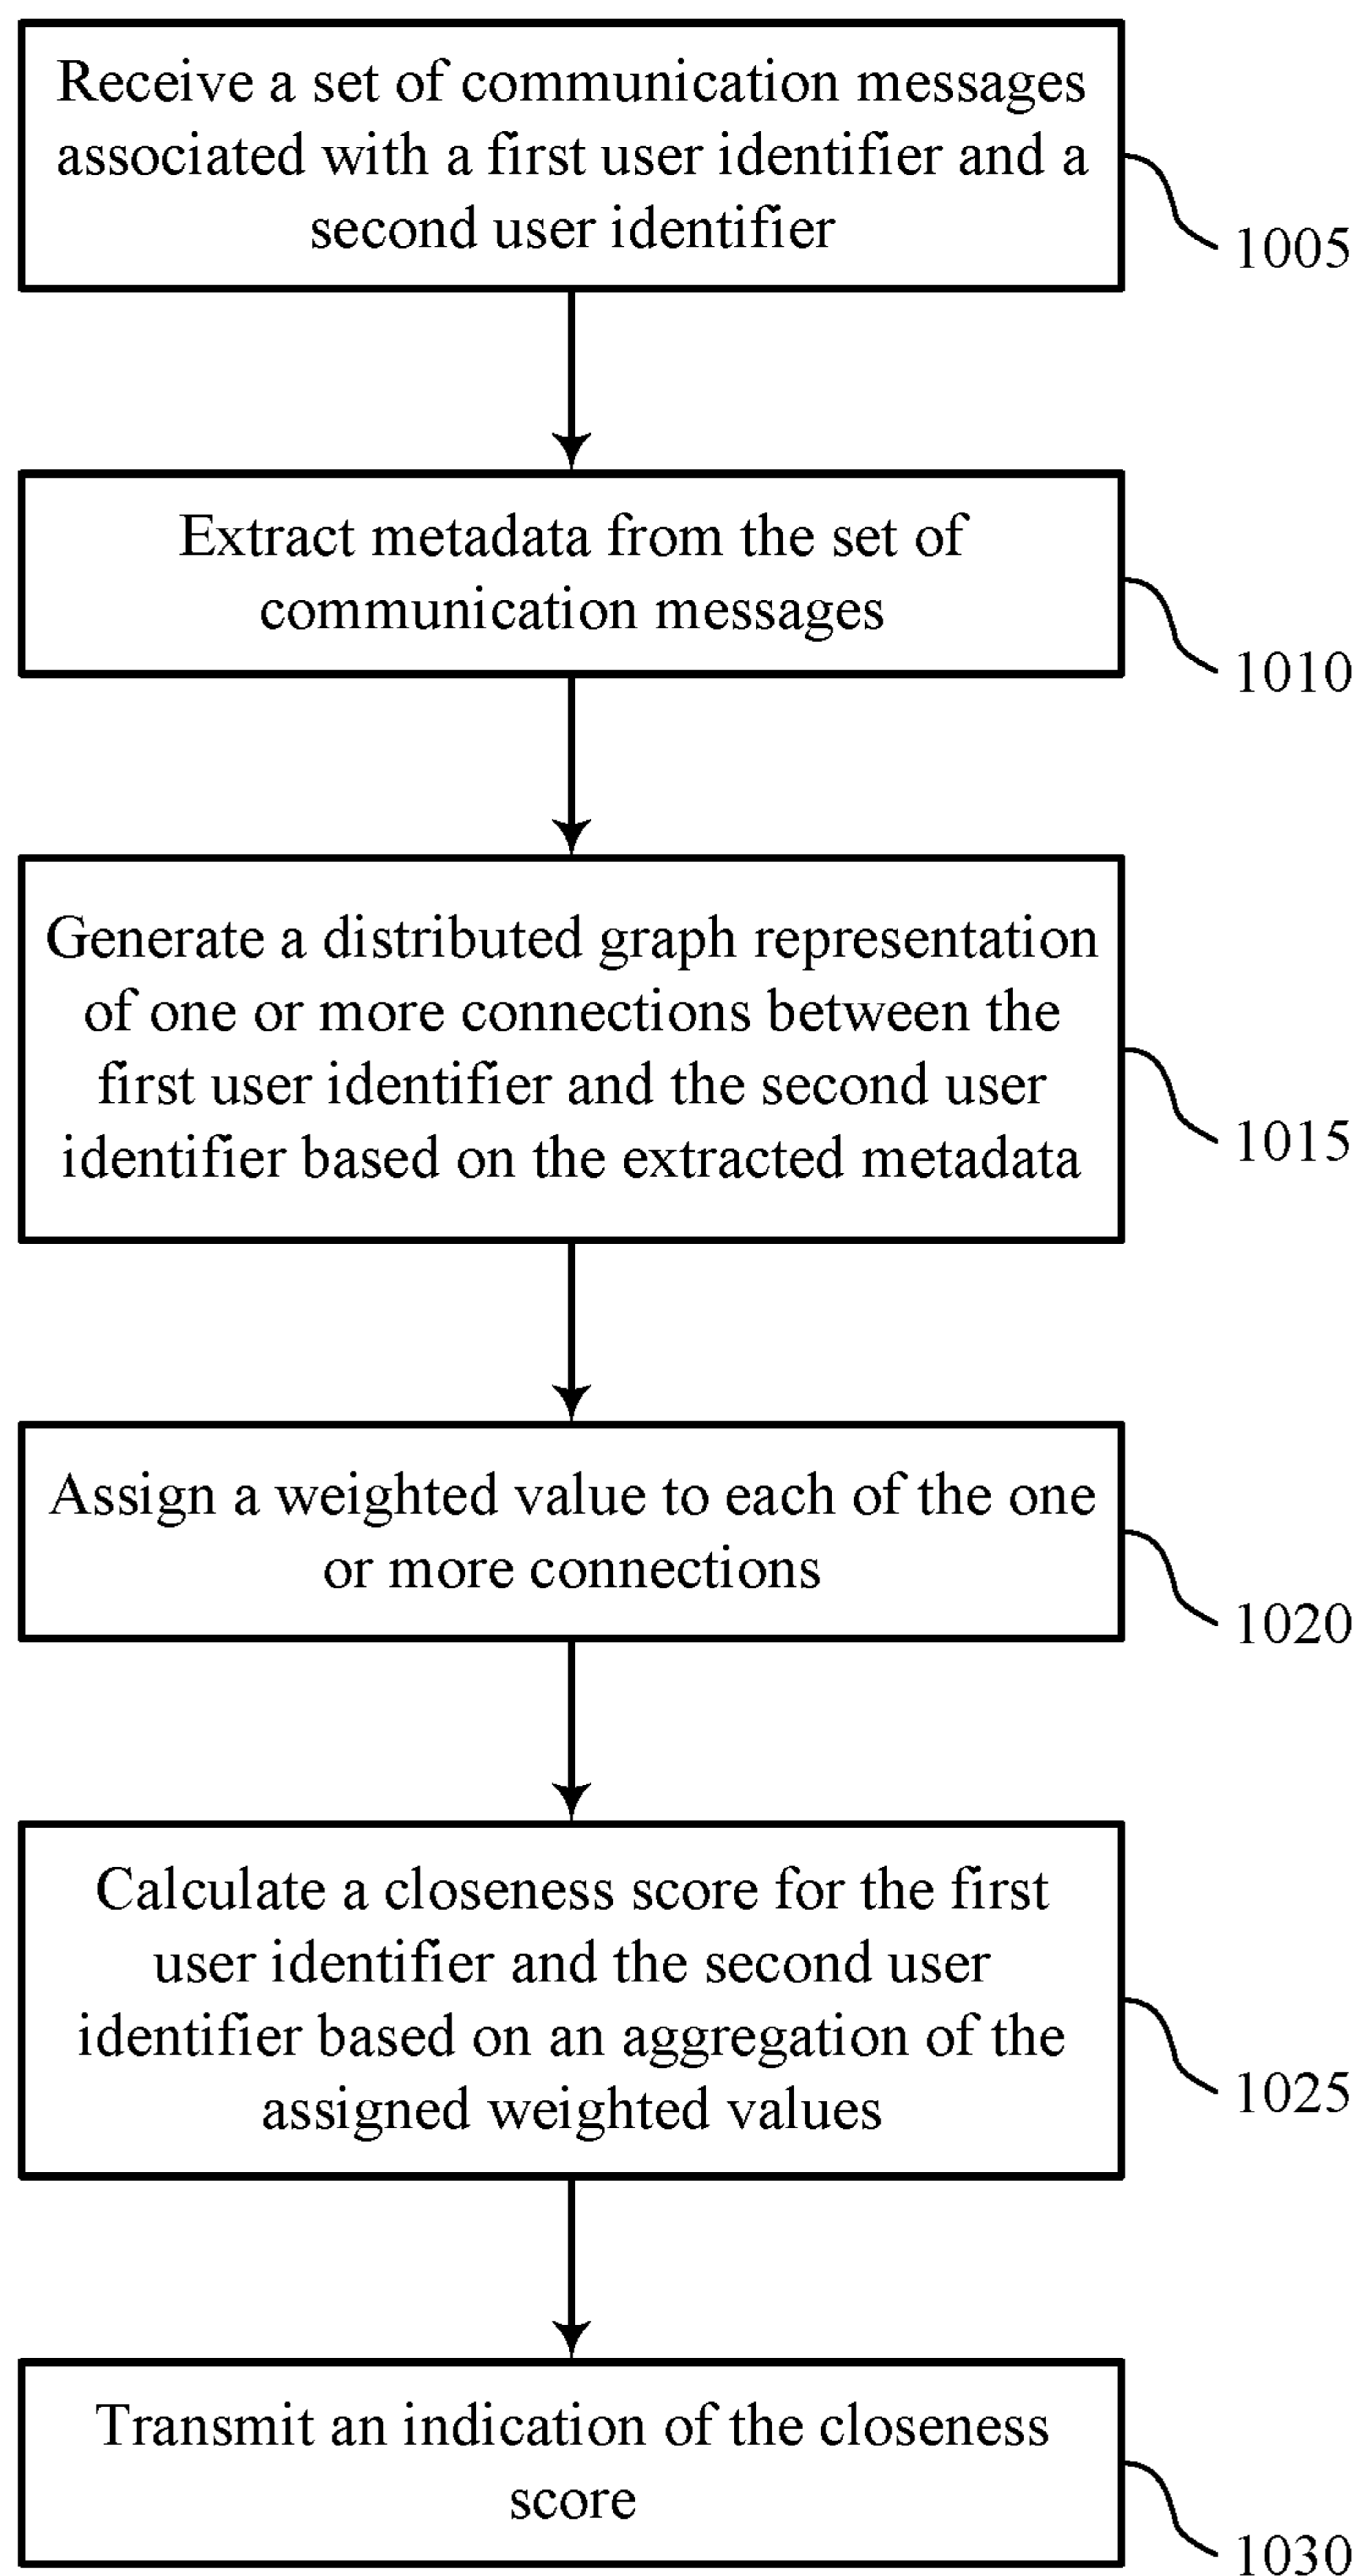 Receive a set of communication messages
associated with a first user identifier and a
second user identifier
1005
Extract metadata from the set of
communication messages
1010
Generate a distributed graph representation
of one or more connections between the
first user identifier and the second user
identifier based on the extracted metadata
1015
Assign a weighted value to each of the one
or more connections
1020
Calculate a closeness score for the first
user identifier and the second user
identifier based on an aggregation of the
assigned weighted values
1025
Transmit an indication of the closeness
score
1030